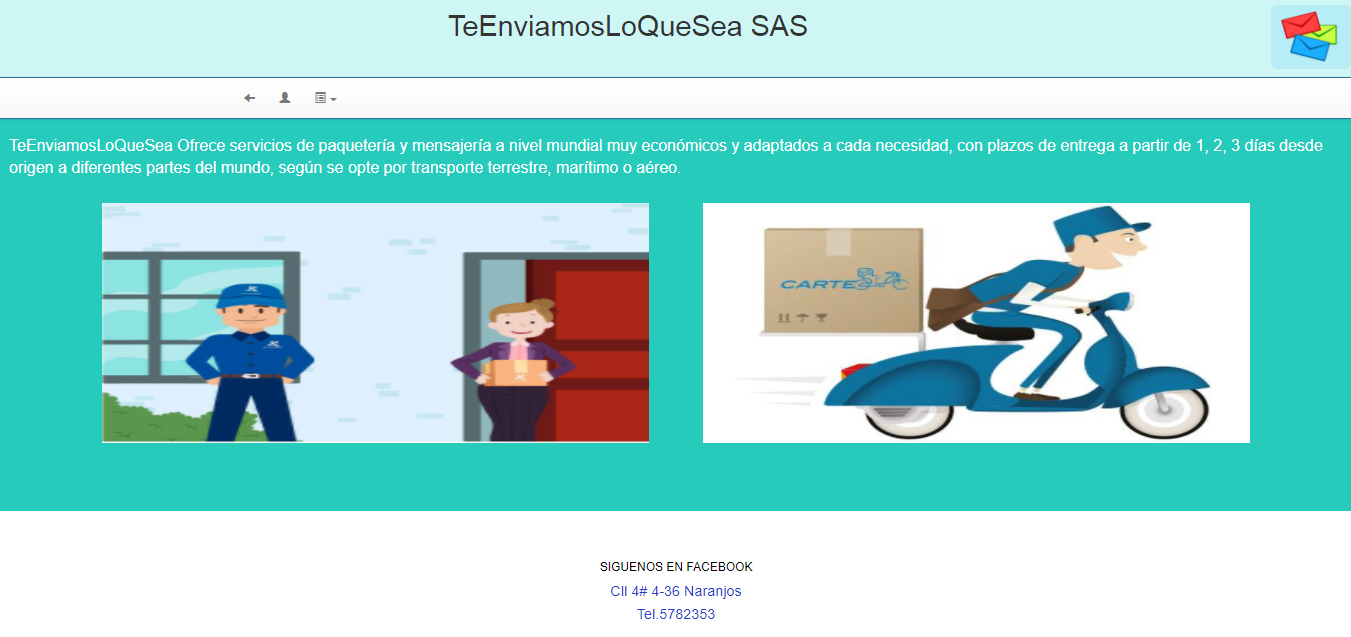 TeEnviamosLoQueSea SAS
TeEnviamosLoQueSea Ofrece servicios de paquetería y mensajería a nivel mundial muy económicos y adaptados a cada necesidad, con plazos de entrega a partir de 1, 2, 3 días desde
origen a diferentes partes del mundo, según se opte por transporte terrestre, marítimo o aéreo.
CARTE
SIGUENOS EN FACEBOOK
Cll 4# 4-36 Naranjos
Tel.5782353